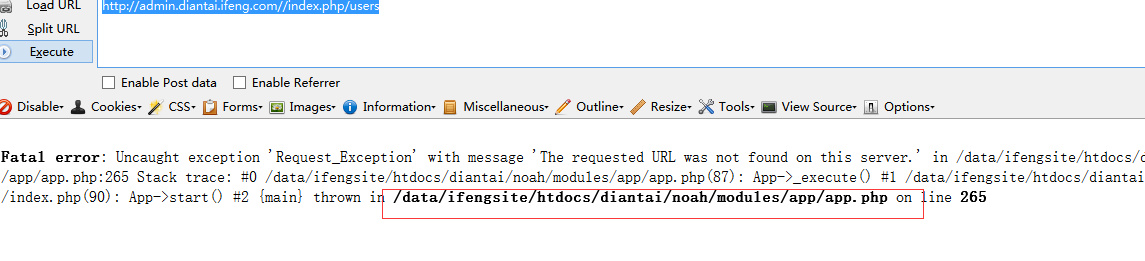 Load URL
http://admin.diantai.ifeng.com//index.php/users
Split URL
Execute
Enable Post data Enable Referrer
Disable Cookies CSS Forms Images Information Miscellaneous Outline Resize Tools View Source Options
Fatal error: Uncaught exception 'Request_Exception' with message 'The requested URL was not found on this server.' in /data/ifengsite/htdocs/d
/app/app.php:265 Stack trace: #0 /data/ifengsite/htdocs/diantai/noah/modules/app/app.php(87): App->_execute() #1 /data/ifengsite/htdocs/diantai
/index.php(90): App->start() #2 {main} thrown in /data/ifengsite/htdocs/diantai/noah/modules/app/app.php on line 265